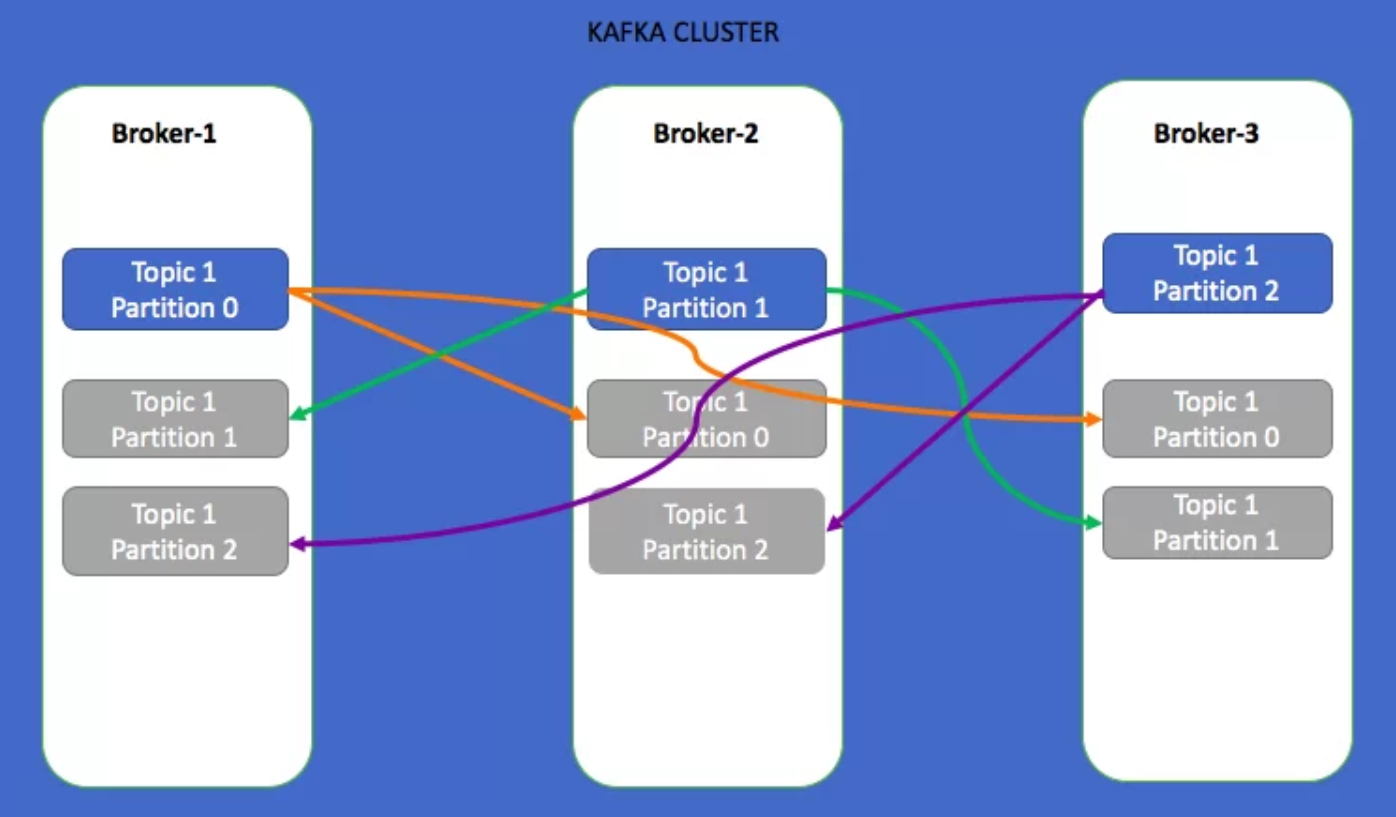 KAFKA CLUSTER
Broker-1
Topic 1
Partition 0
Topic 1
Partition 1
Topic 1
Partition 2
Broker-2
Topic 1
Partition 1
Topic 1
Partition 0
Topic 1
Partition 2
Broker-3
Topic 1
Partition 2
Topic 1
Partition 0
Topic 1
Partition 1